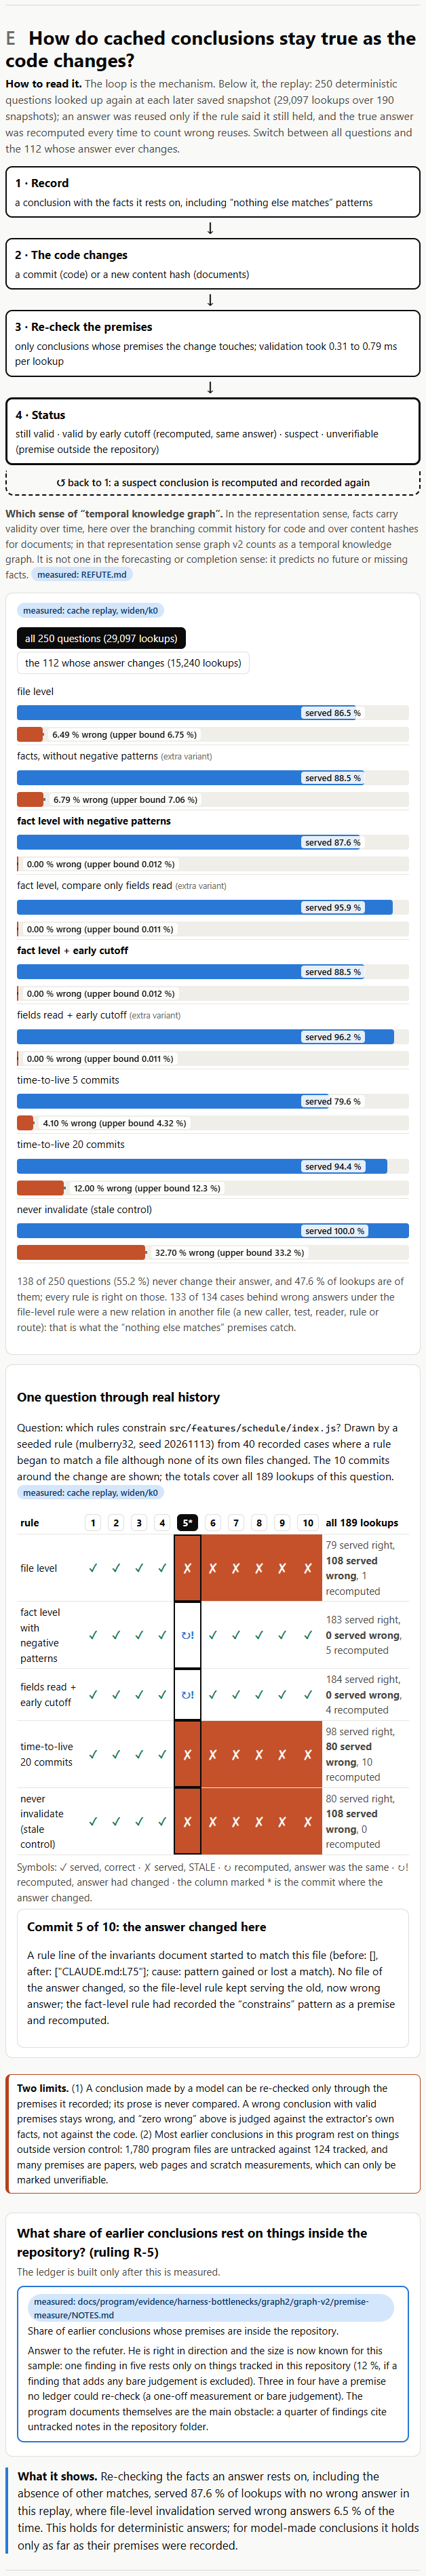 E How do cached conclusions stay true as the
code changes?
How to read it. The loop is the mechanism. Below it, the replay: 250 deterministic
questions looked up again at each later saved snapshot (29,097 lookups over 190
snapshots); an answer was reused only if the rule said it still held, and the true answer
was recomputed every time to count wrong reuses. Switch between all questions and
the 112 whose answer ever changes.
1 · Record
a conclusion with the facts it rests on, including "nothing else matches" patterns
↓
2 · The code changes
a commit (code) or a new content hash (documents)
↓
3 · Re-check the premises
only conclusions whose premises the change touches; validation took 0.31 to 0.79 ms
per lookup
↓
4 · Status
still valid · valid by early cutoff (recomputed, same answer) · suspect · unverifiable
(premise outside the repository)
↺ back to 1: a suspect conclusion is recomputed and recorded again
Which sense of "temporal knowledge graph". In the representation sense, facts carry
validity over time, here over the branching commit history for code and over content hashes
for documents; in that representation sense graph v2 counts as a temporal knowledge
graph. It is not one in the forecasting or completion sense: it predicts no future or missing
facts. measured: REFUTE.md
measured: cache replay, widen/k0
all 250 questions (29,097 lookups)
the 112 whose answer changes (15,240 lookups)
file level
served 86.5 %
6.49 % wrong (upper bound 6.75 %)
facts, without negative patterns (extra variant)
served 88.5 %
6.79 % wrong (upper bound 7.06 %)
fact level with negative patterns
served 87.6 %
0.00 % wrong (upper bound 0.012 %)
fact level, compare only fields read (extra variant)
served 95.9 %
0.00 % wrong (upper bound 0.011 %)
fact level + early cutoff
served 88.5 %
0.00 % wrong (upper bound 0.012 %)
fields read + early cutoff (extra variant)
served 96.2 %
0.00 % wrong (upper bound 0.011 %)
time-to-live 5 commits
served 79.6 %
4.10 % wrong (upper bound 4.32 %)
time-to-live 20 commits
served 94.4 %
12.00 % wrong (upper bound 12.3 %)
never invalidate (stale control)
served 100.0 %
32.70 % wrong (upper bound 33.2 %)
138 of 250 questions (55.2 %) never change their answer, and 47.6 % of lookups are of
them; every rule is right on those. 133 of 134 cases behind wrong answers under the
file-level rule were a new relation in another file (a new caller, test, reader, rule or
route): that is what the "nothing else matches" premises catch.
One question through real history
Question: which rules constrain src/features/schedule/index.js? Drawn by a
seeded rule (mulberry32, seed 20261113) from 40 recorded cases where a rule
began to match a file although none of its own files changed. The 10 commits
around the change are shown; the totals cover all 189 lookups of this question.
measured: cache replay, widen/k0
rule 1 2 3 4 5* 6 7 8 9 10 all 189 lookups
file level ✓ ✓ ✓ ✓ ✗ ✗ ✗ ✗ ✗ ✗ 79 served right,
108 served
wrong, 1
recomputed
fact level
with
negative
patterns ✓ ✓ ✓ ✓ ↻! ✓ ✓ ✓ ✓ ✓ 183 served right,
0 served wrong,
5 recomputed
fields read +
early cutoff ✓ ✓ ✓ ✓ ↻! ✓ ✓ ✓ ✓ ✓ 184 served right,
0 served wrong,
4 recomputed
time-to-live
20 commits ✓ ✓ ✓ ✓ ✗ ✗ ✗ ✗ ✗ ✗ 98 served right,
80 served
wrong, 10
recomputed
never
invalidate
(stale
control) ✓ ✓ ✓ ✓ ✗ ✗ ✗ ✗ ✗ ✗ 80 served right,
108 served
wrong, 0
recomputed
Symbols: ✓ served, correct · ✗ served, STALE · ↻ recomputed, answer was the same · ↻!
recomputed, answer had changed · the column marked * is the commit where the
answer changed.
Commit 5 of 10: the answer changed here
A rule line of the invariants document started to match this file (before: [],
after: ["CLAUDE.md:L75"]; cause: pattern gained or lost a match). No file of
the answer changed, so the file-level rule kept serving the old, now wrong
answer; the fact-level rule had recorded the "constrains" pattern as a premise
and recomputed.
Two limits. (1) A conclusion made by a model can be re-checked only through the
premises it recorded; its prose is never compared. A wrong conclusion with valid
premises stays wrong, and "zero wrong" above is judged against the extractor's own
facts, not against the code. (2) Most earlier conclusions in this program rest on things
outside version control: 1,780 program files are untracked against 124 tracked, and
many premises are papers, web pages and scratch measurements, which can only be
marked unverifiable.
What share of earlier conclusions rest on things inside the
repository? (ruling R-5)
The ledger is built only after this is measured.
measured: docs/program/evidence/harness-bottlenecks/graph2/graph-v2/premise-
measure/NOTES.md
Share of earlier conclusions whose premises are inside the repository.
Answer to the refuter. He is right in direction and the size is now known for this
sample: one finding in five rests only on things tracked in this repository (12 %, if a
finding that adds any bare judgement is excluded). Three in four have a premise
no ledger could re-check (a one-off measurement or bare judgement). The
program documents themselves are the main obstacle: a quarter of findings cite
untracked notes in the repository folder.
What it shows. Re-checking the facts an answer rests on, including the
absence of other matches, served 87.6 % of lookups with no wrong answer in
this replay, where file-level invalidation served wrong answers 6.5 % of the
time. This holds for deterministic answers; for model-made conclusions it holds
only as far as their premises were recorded.